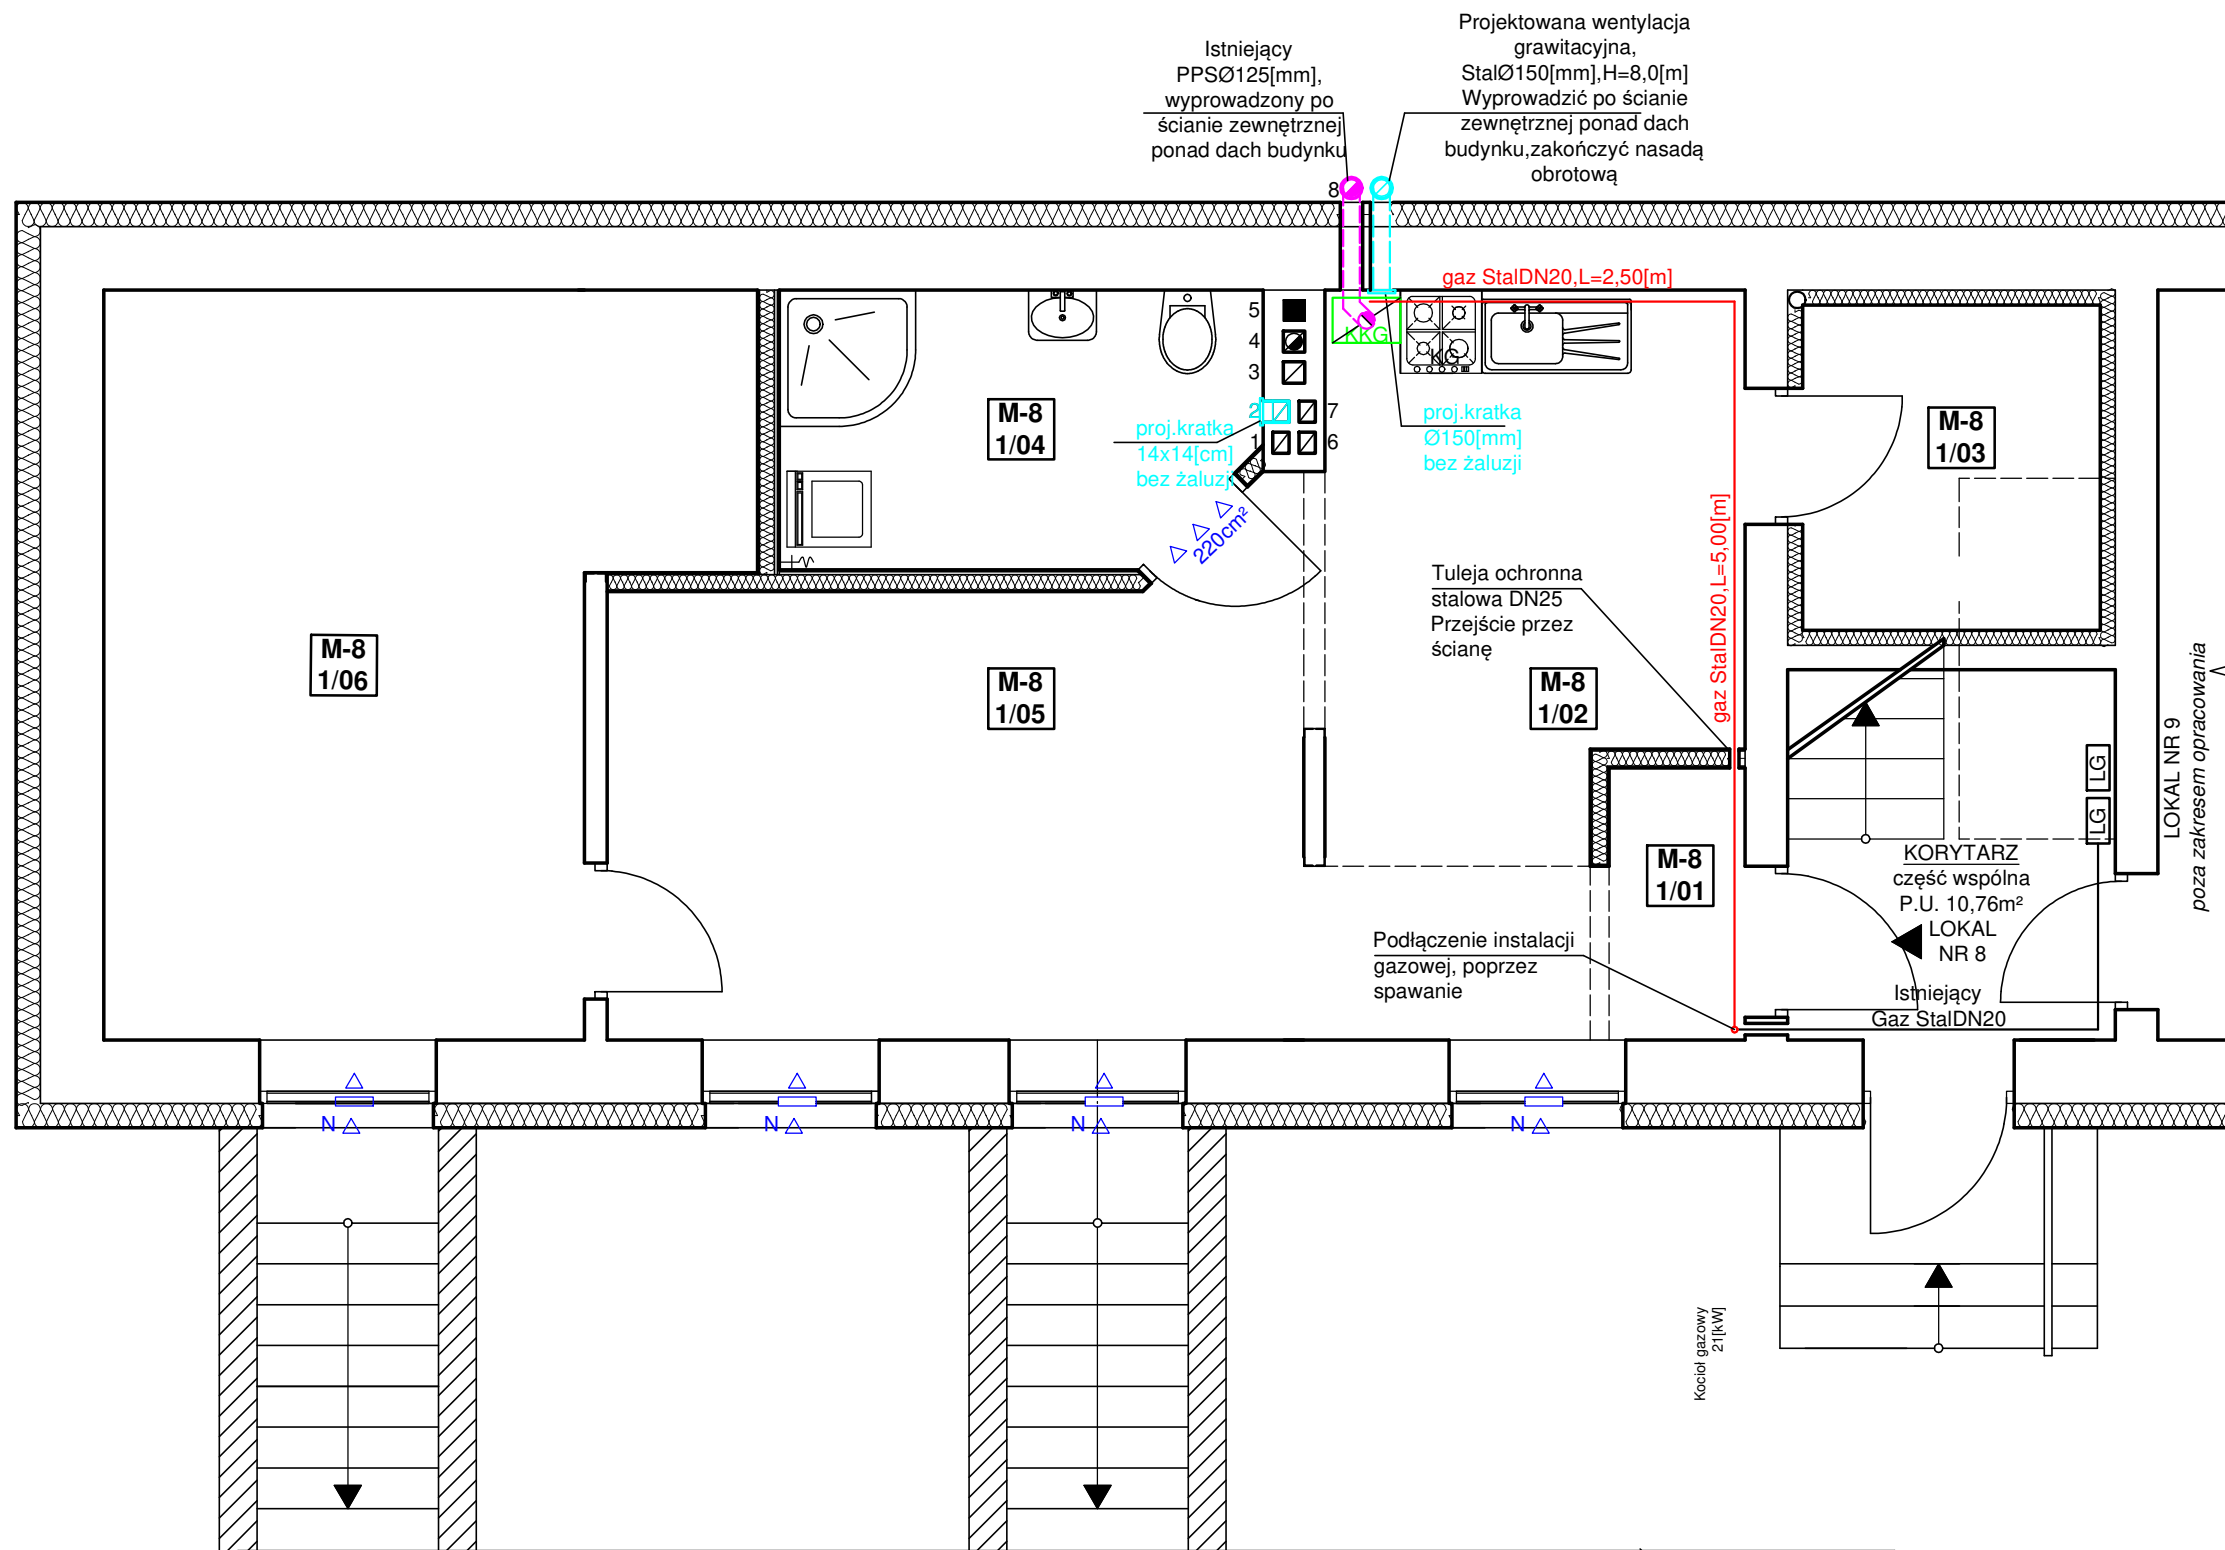 Istniejący
PPSØ125[mm],
wyprowadzony po
ścianie zewnętrznej
ponad dach budynku
Projektowana wentylacja
grawitacyjna,
StalØ150[mm],H=8,0[m]
Wyprowadzić po ścianie
zewnętrznej ponad dach
budynku,zakończyć nasadą
obrotową
8
gaz StalDN20,L=2,50[m]
5
4
3
2
7
1
6
KKG
KG
M-8
1/04
proj.kratka
14x14[cm]
bez żaluzji
proj.kratka
Ø150[mm]
bez żaluzji
M-8
1/03
220cm²
gaz StalDN20,L=5,00[m]
Tuleja ochronna
stalowa DN25
Przejście przez
ścianę
M-8
1/06
M-8
1/05
M-8
1/02
LOKAL NR 9
poza zakresem opracowania
LG
LG
M-8
1/01
KORYTARZ
część wspólna
P.U. 10,76m²
LOKAL
NR 8
Podłączenie instalacji
gazowej, poprzez
spawanie
Istniejący
Gaz StalDN20
N
N
N
N
Kocioł gazowy
21[kW]